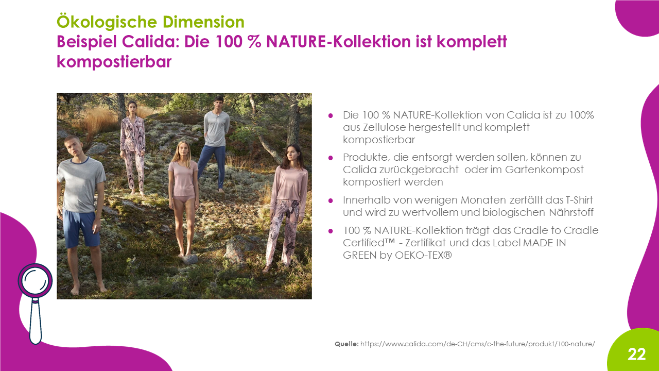 Ökologische Dimension
Beispiel Calida: Die 100 % NATURE-Kollektion ist komplett
kompostierbar
Die 100 % NATURE-Kollektion von Calida ist zu 100%
aus Zellulose hergestellt und komplett
kompostierbar
Produkte, die entsorgt werden sollen, können zu
Calida zurückgebracht oder im Gartenkompost
kompostiert werden
Innerhalb von wenigen Monaten zerfällt das T-Shirt
und wird zu wertvollem und biologischen Nährstoff
100 % NATURE-Kollektion trägt das Cradle to Cradle
Certified™ - Zertifikat und das Label MADE IN
GREEN by OEKO-TEX®
Quelle: https://www.calida.com/de-CH/cms/o-the-future/produkt/100-nature/
22